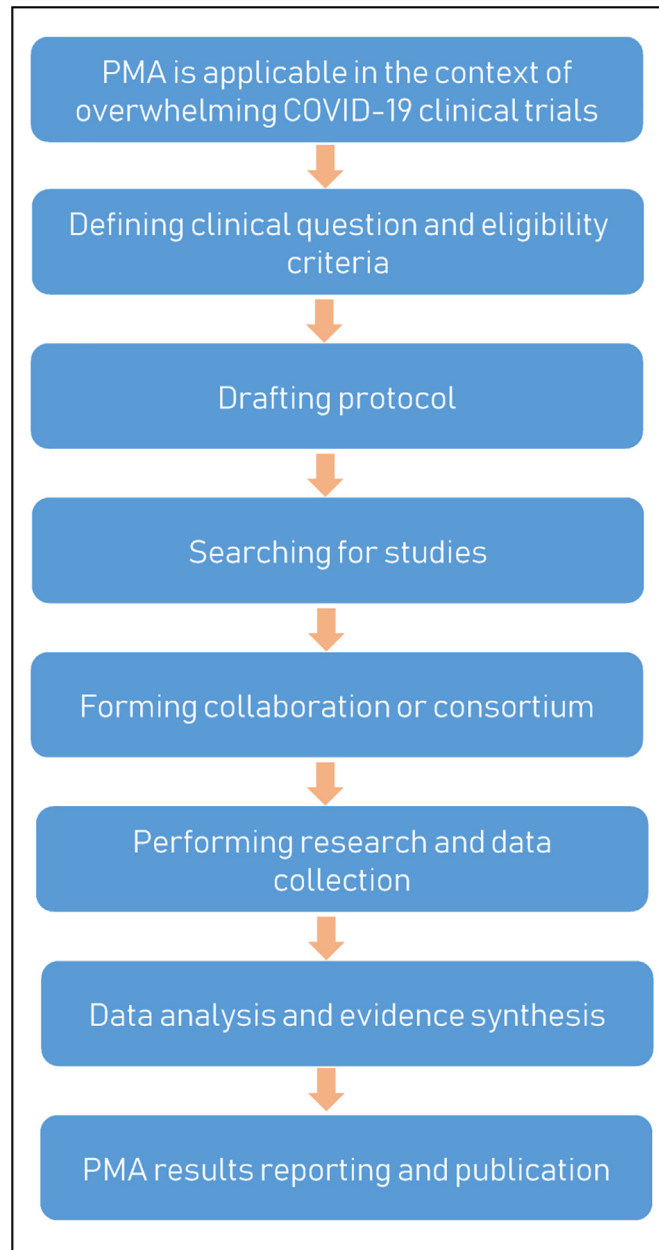 PMA is applicable in the context of
overwhelming COVID-19 clinical trials
Defining clinical question and eligibility
criteria
Drafting protocol
Searching for studies
Forming collaboration or consortium
Performing research and data
collection
Data analysis and evidence synthesis
PMA results reporting and publication